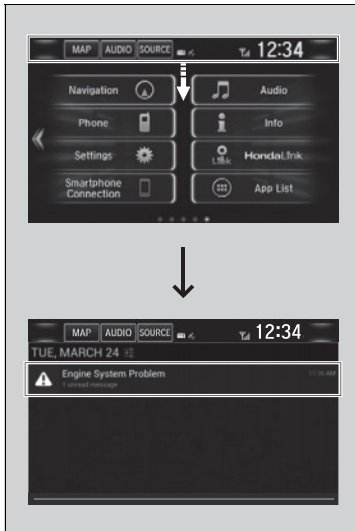 MAP AUDIO SOURCE 12:34
Navigation Audio
Phone Info
Settings HondaLink
Smartphone
Connection App List
MAP AUDIO SOURCE 12:34
TUE, MARCH 24
Engine System Problem 11:36 AM
1 unread message